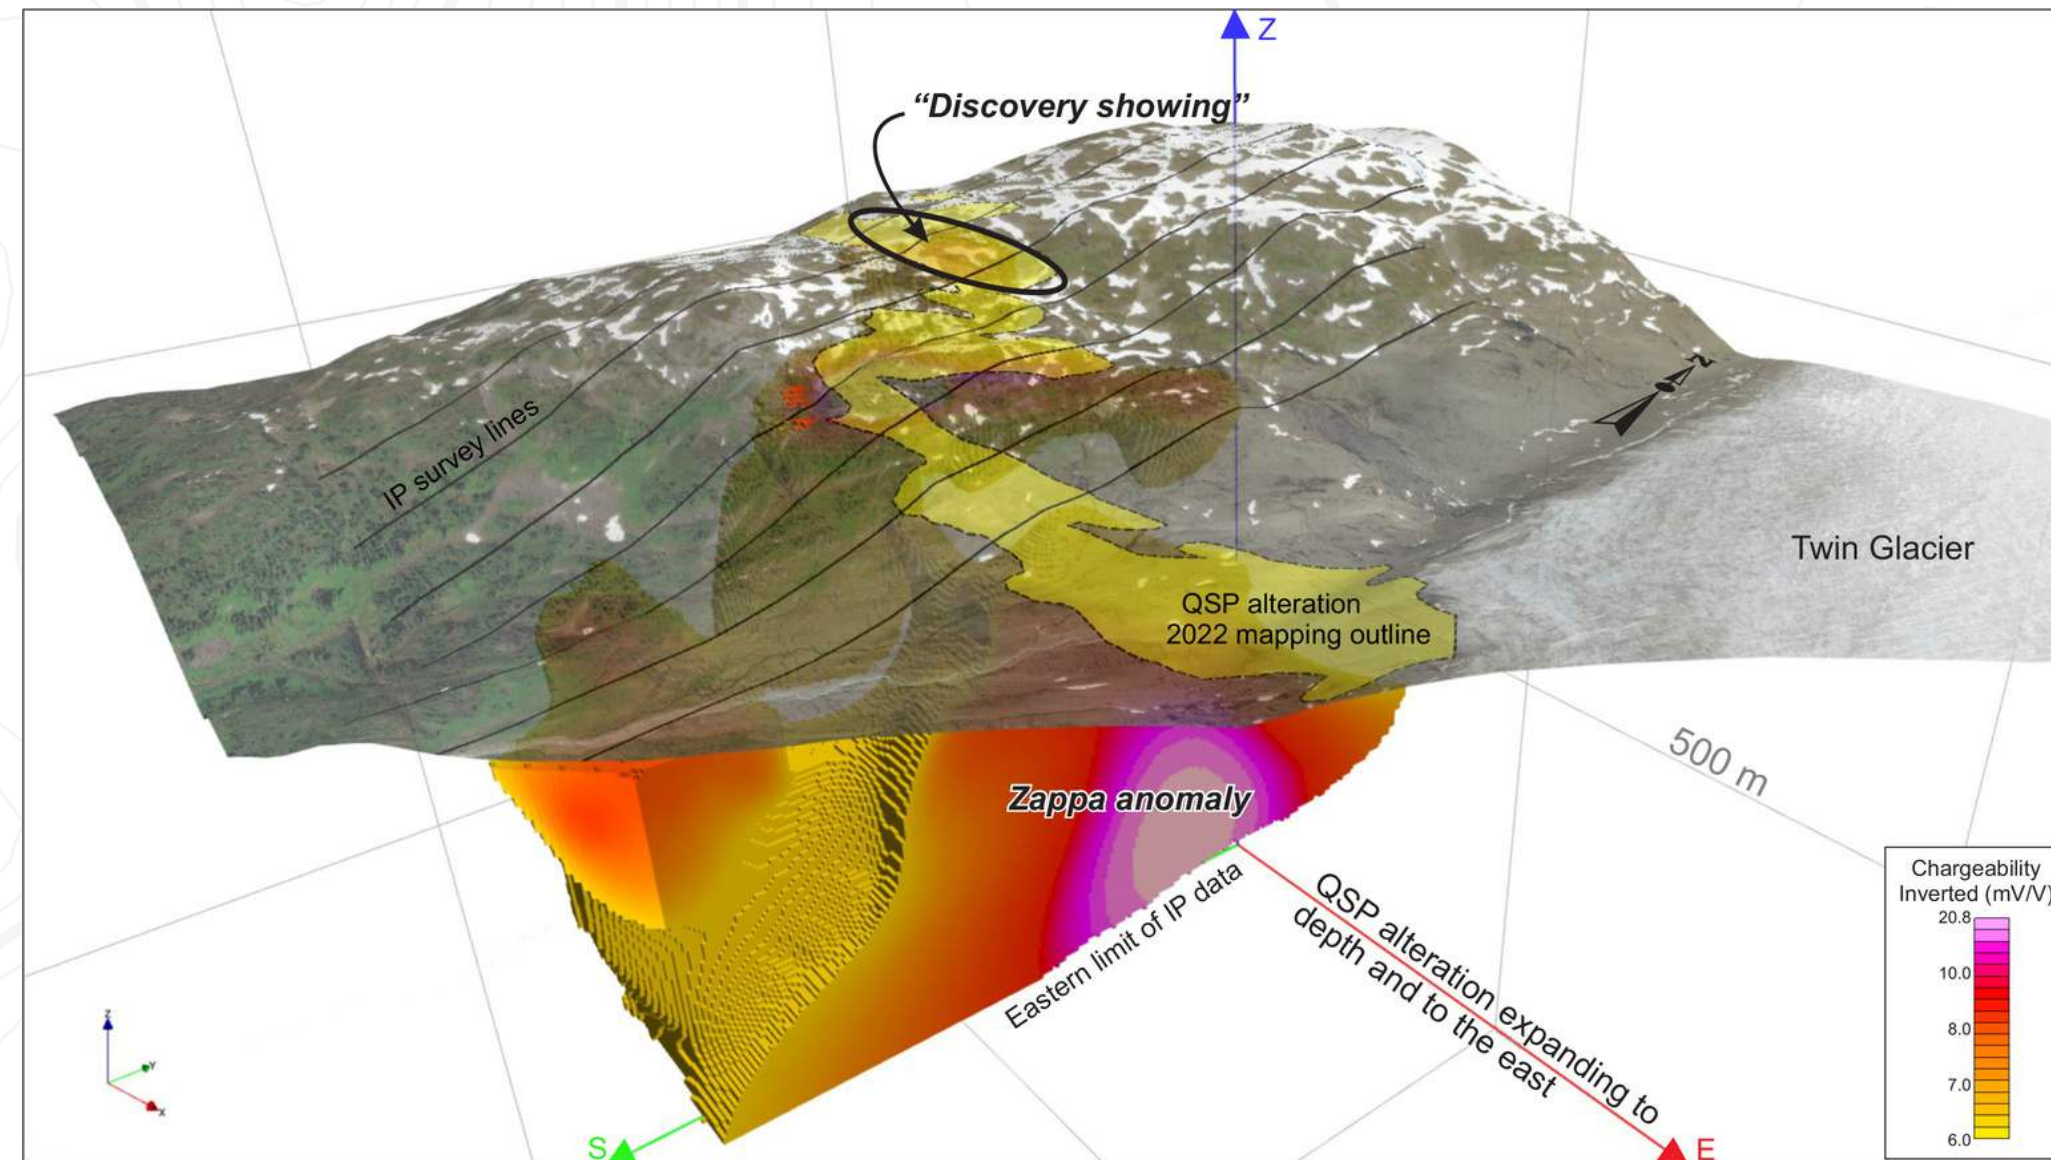 Z
“Discovery showing”
N
IP survey lines
Twin Glacier
QSP alteration
2022 mapping outline
500 m
Zappa anomaly
Eastern limit of IP data
QSP alteration expanding to
depth and to the east
Chargeability
Inverted (mV/V)
20.8
10.0
8.0
7.0
6.0
Z
Y
X
S
E